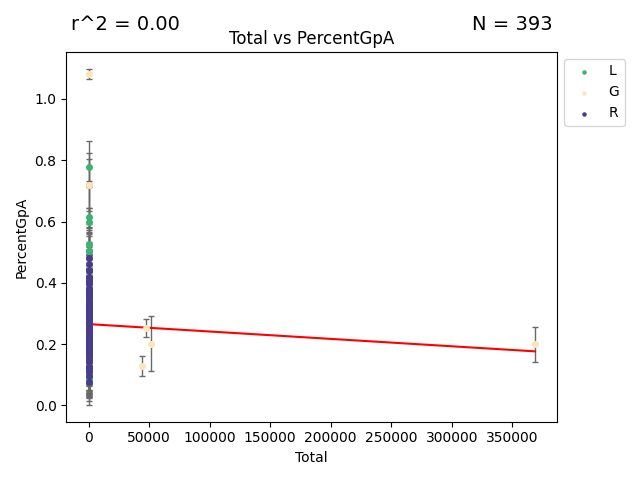 r^2 = 0.00
N = 393
Total vs PercentGpA
L
G
R
1.0
0.8
0.6
0.4
0.2
0.0
PercentGpA
0 50000 100000 150000 200000 250000 300000 350000
Total